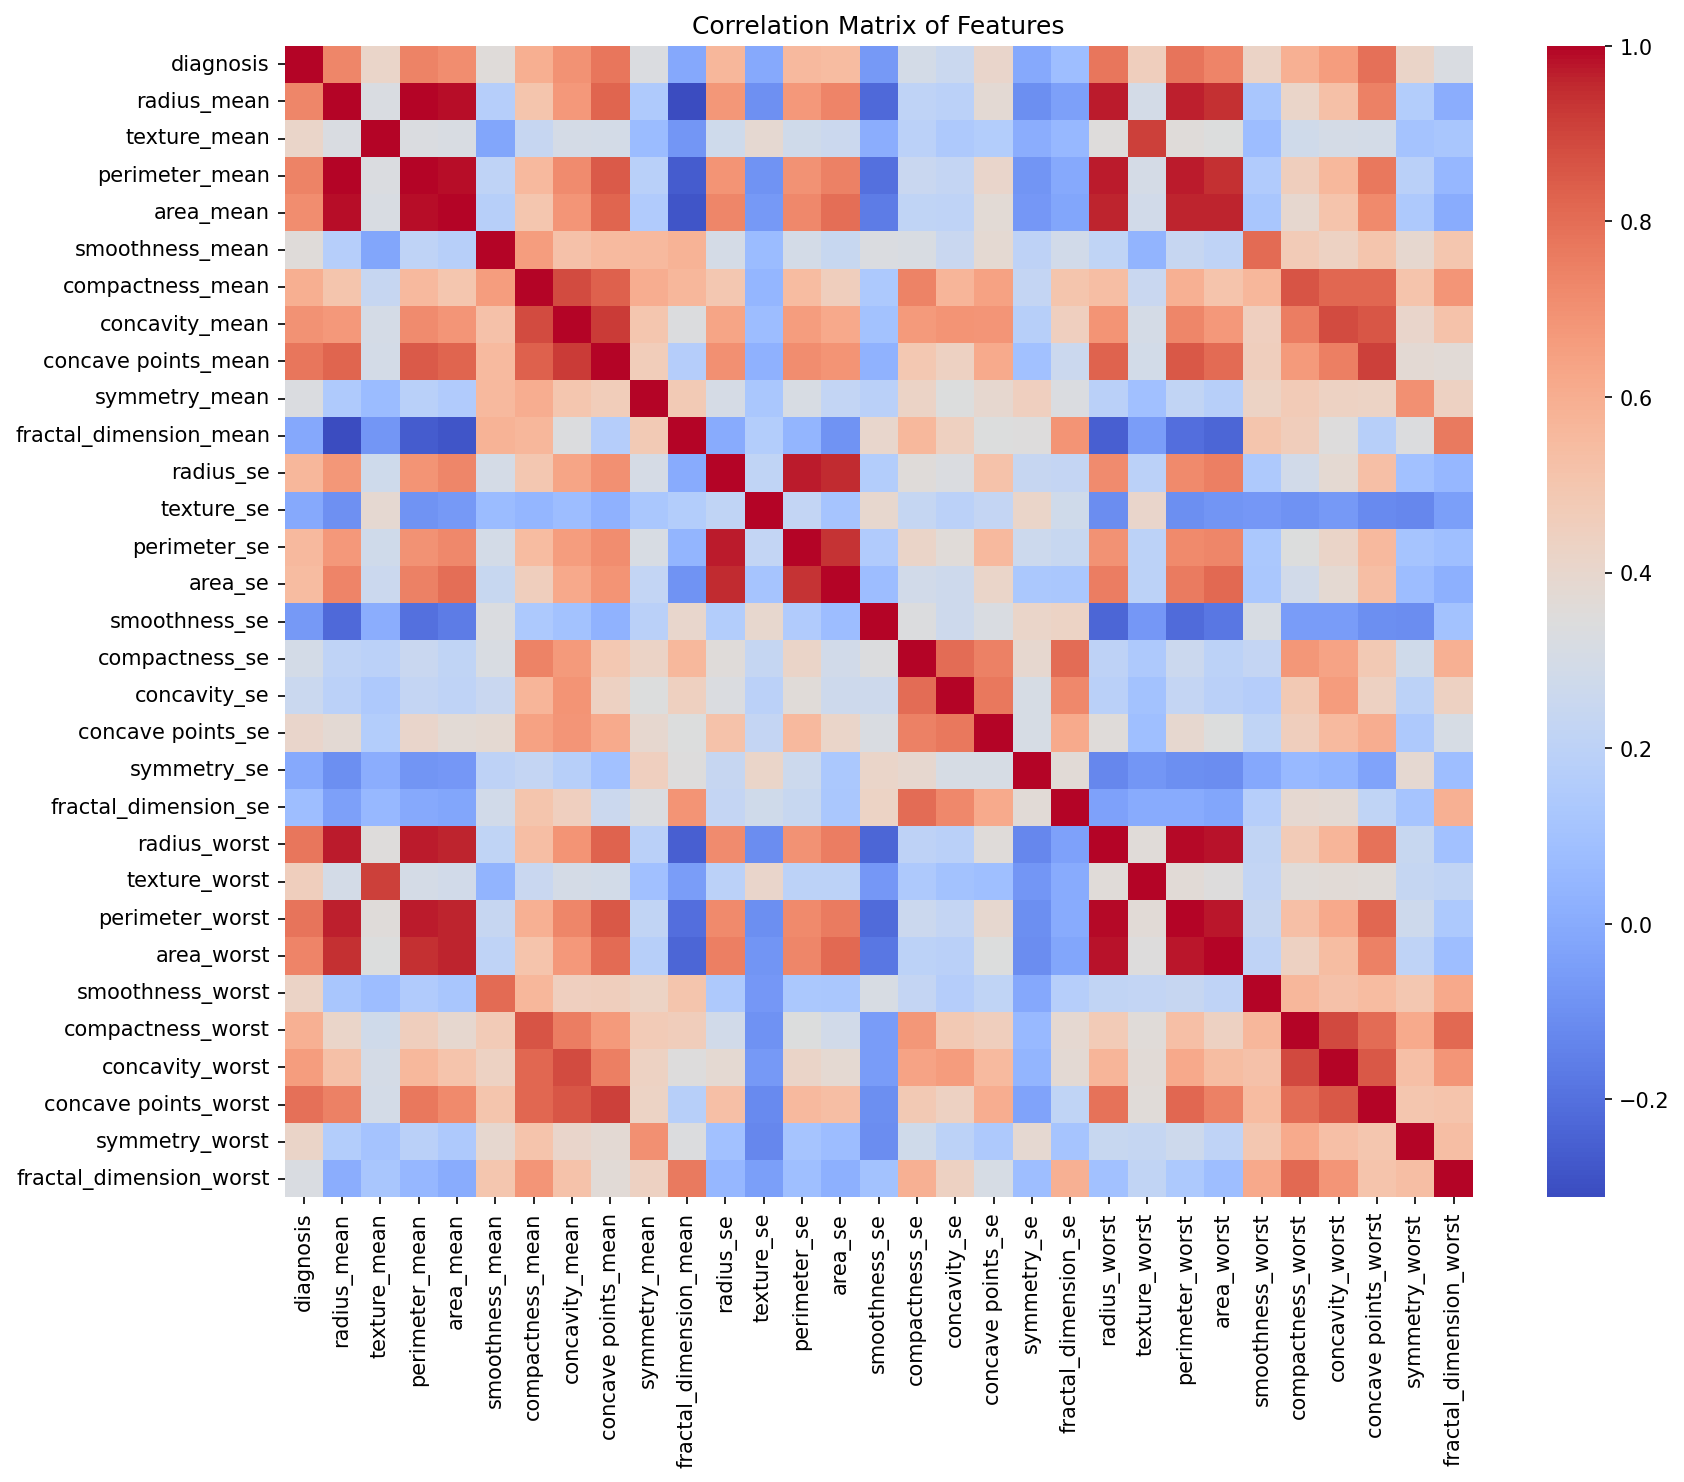 Correlation Matrix of Features
diagnosis
radius_mean
texture_mean
perimeter_mean
area_mean
smoothness_mean
compactness_mean
concavity_mean
concave points_mean
symmetry_mean
fractal_dimension_mean
radius_se
texture_se
perimeter_se
area_se
smoothness_se
compactness_se
concavity_se
concave points_se
symmetry_se
fractal_dimension_se
radius_worst
texture_worst
perimeter_worst
area_worst
smoothness_worst
compactness_worst
concavity_worst
concave points_worst
symmetry_worst
fractal_dimension_worst
diagnosis
radius_mean
texture_mean
perimeter_mean
area_mean
smoothness_mean
compactness_mean
concavity_mean
concave points_mean
symmetry_mean
fractal_dimension_mean
radius_se
texture_se
perimeter_se
area_se
smoothness_se
compactness_se
concavity_se
concave points_se
symmetry_se
fractal_dimension_se
radius_worst
texture_worst
perimeter_worst
area_worst
smoothness_worst
compactness_worst
concavity_worst
concave points_worst
symmetry_worst
fractal_dimension_worst
1.0
0.8
0.6
0.4
0.2
0.0
−0.2